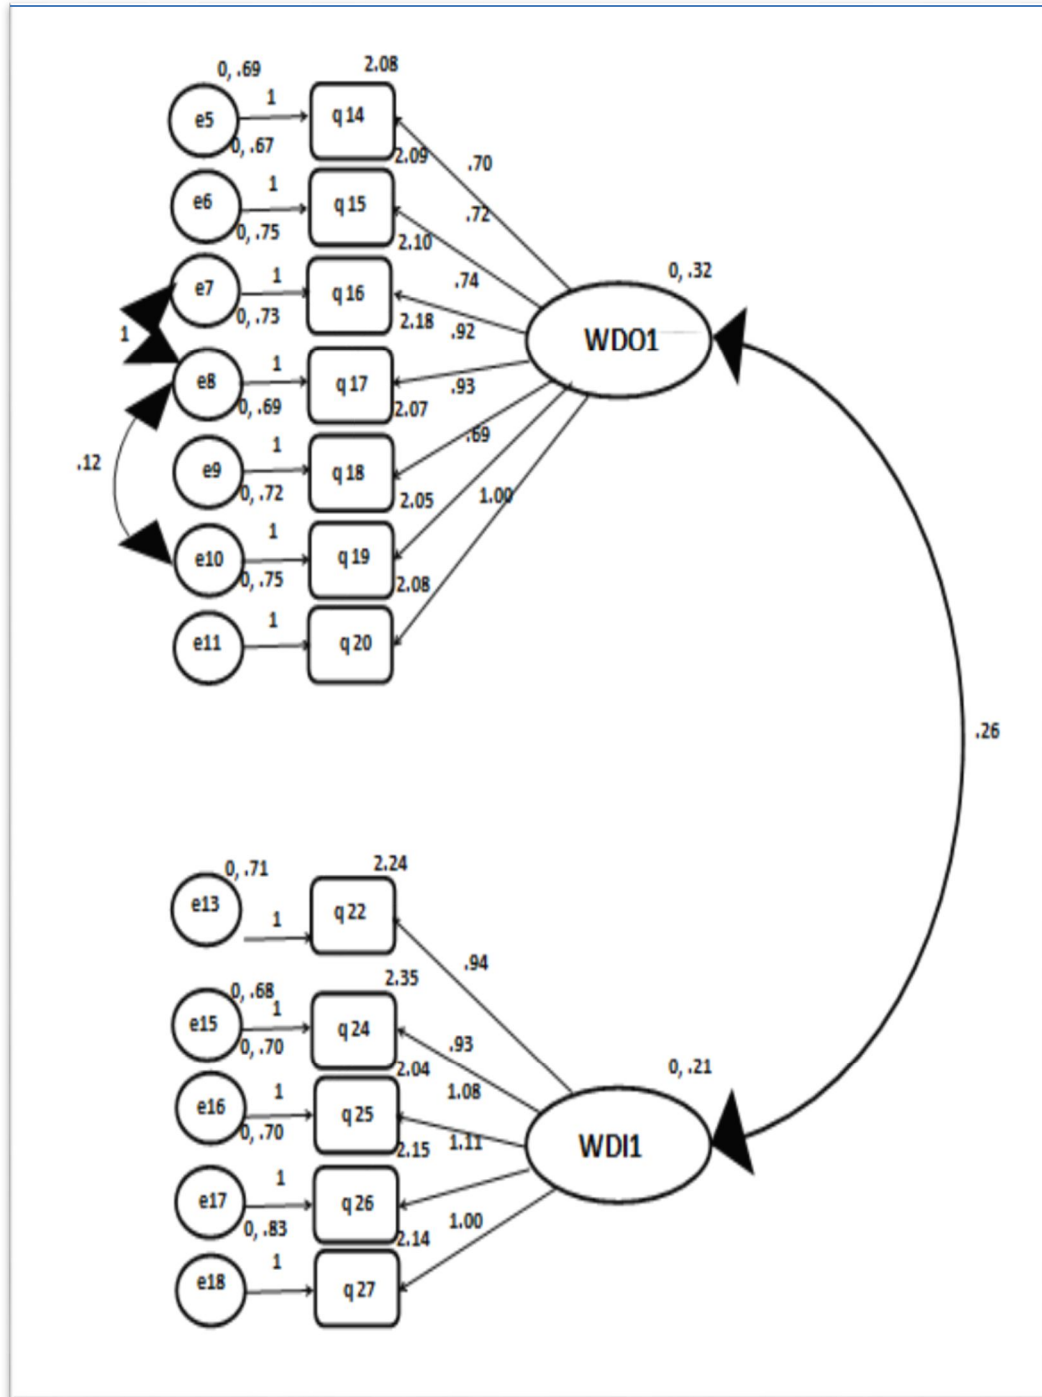 0, .69
2.08
e5
1
q 14
0, .67
2.09
.70
e6
1
q 15
.72
0, .75
2.10
0, .32
e7
1
q 16
.74
0, .73
2.18
.92
1
WDO1
e8
1
q 17
.93
0, .69
2.07
.69
.12
e9
1
q 18
0, .72
2.05
1.00
e10
1
q 19
0, .75
2.08
e11
1
q 20
.26
0, .71
2.24
e13
1
q 22
.94
2.35
0, .68
e15
1
q 24
.93
0, .70
2.04
0, .21
1.08
e16
1
q 25
0, .70
2.15
1.11
WDI1
e17
1
q 26
0, .83
2.14
1.00
e18
1
q 27